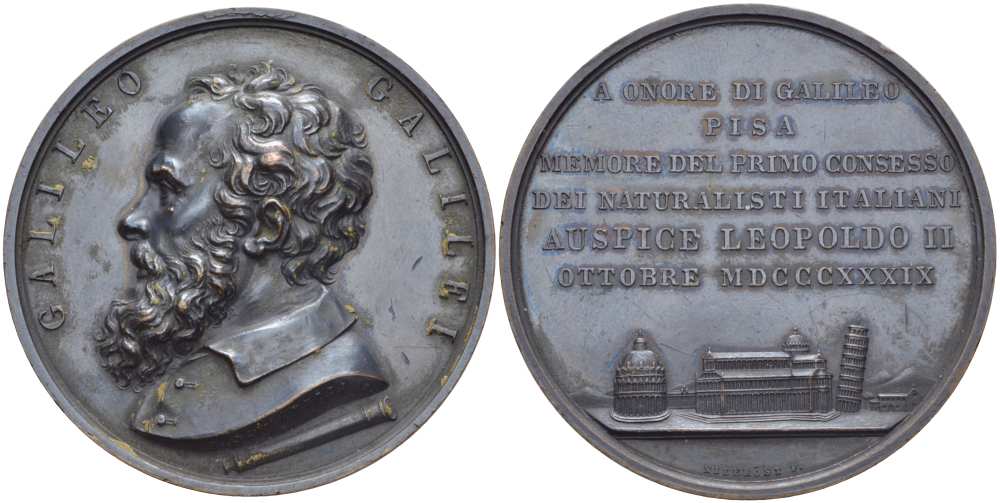 GALILEO GALILEI
A ONORE DI GALILEO
PISA
MEMORE DEL PRIMO CONSESSO
DEI NATURALISTI ITALIANI
AUSPICE LEOPOLDO II
OTTOBRE MDCCCXXXIX